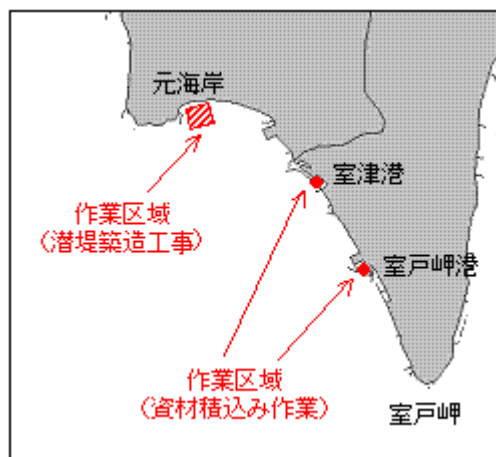 元海岸
室津港
作業区域
(潜堤築造工事)
室戸岬港
作業区域
(資材積込み作業)
室戸岬